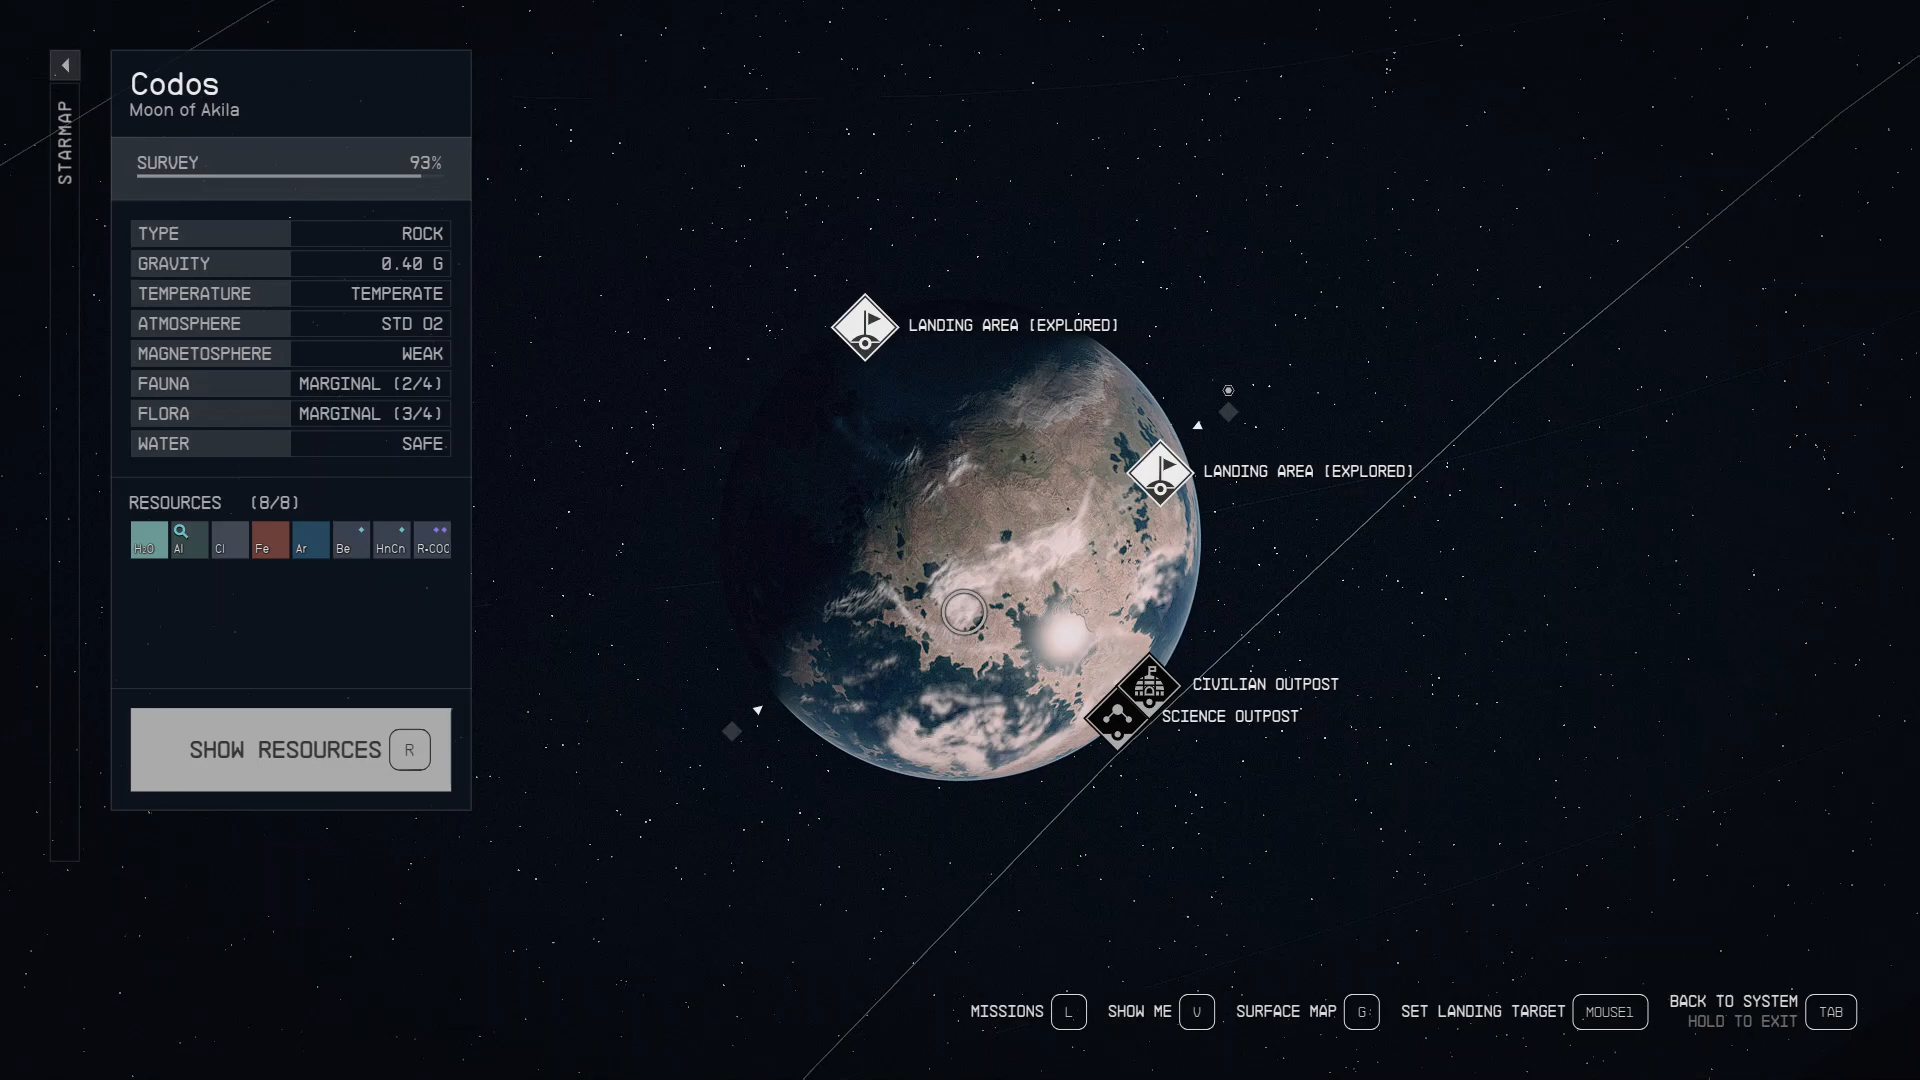 STARMAP
Codos
Moon of Akila
SURVEY 93%
TYPE ROCK
GRAVITY 0.40 G
TEMPERATURE TEMPERATE
ATMOSPHERE STD O2
MAGNETOSPHERE WEAK
FAUNA MARGINAL (2/4)
FLORA MARGINAL (3/4)
WATER SAFE
RESOURCES (8/8)
H2O Al Cl Fe Ar Be HnCn R-COC
SHOW RESOURCES R
LANDING AREA [EXPLORED]
LANDING AREA [EXPLORED]
CIVILIAN OUTPOST
SCIENCE OUTPOST
MISSIONS L SHOW ME V SURFACE MAP G SET LANDING TARGET MOUSE1 BACK TO SYSTEM TAB
HOLD TO EXIT